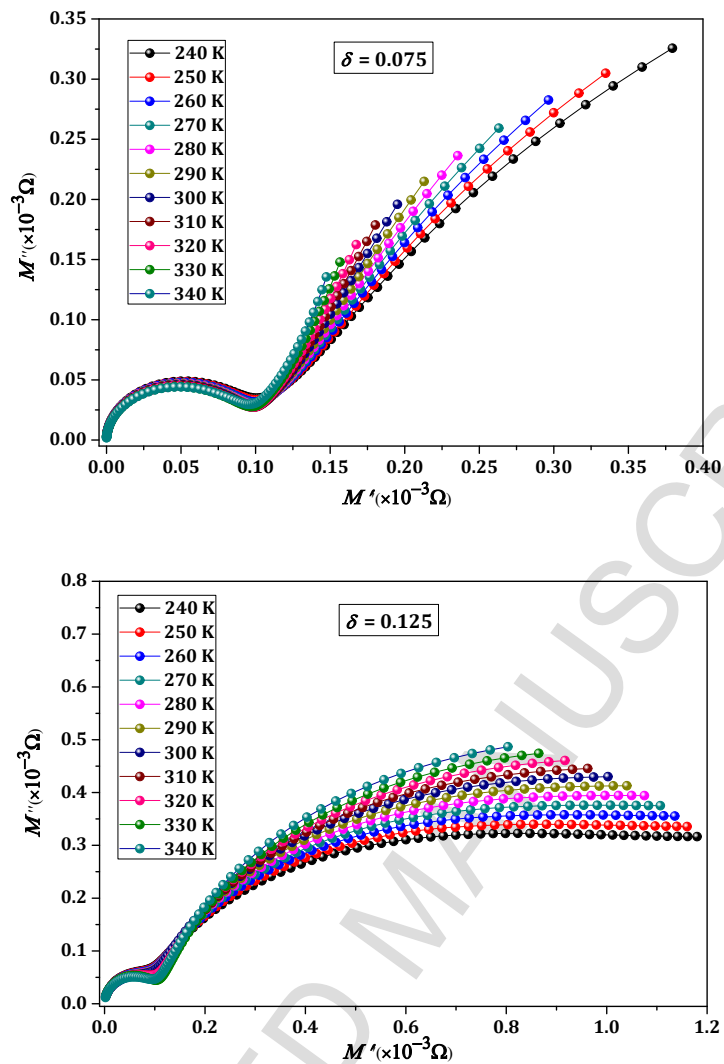 0.35
0.30
0.25
0.20
0.15
0.10
0.05
0.00
M''(×10⁻³Ω)
240 K
250 K
260 K
270 K
280 K
290 K
300 K
310 K
320 K
330 K
340 K
δ = 0.075
0.00 0.05 0.10 0.15 0.20 0.25 0.30 0.35 0.40
M'(×10⁻³Ω)
0.8
0.7
0.6
0.5
0.4
0.3
0.2
0.1
0.0
M''(×10⁻³Ω)
240 K
250 K
260 K
270 K
280 K
290 K
300 K
310 K
320 K
330 K
340 K
δ = 0.125
0.0 0.2 0.4 0.6 0.8 1.0 1.2
M'(×10⁻³Ω)